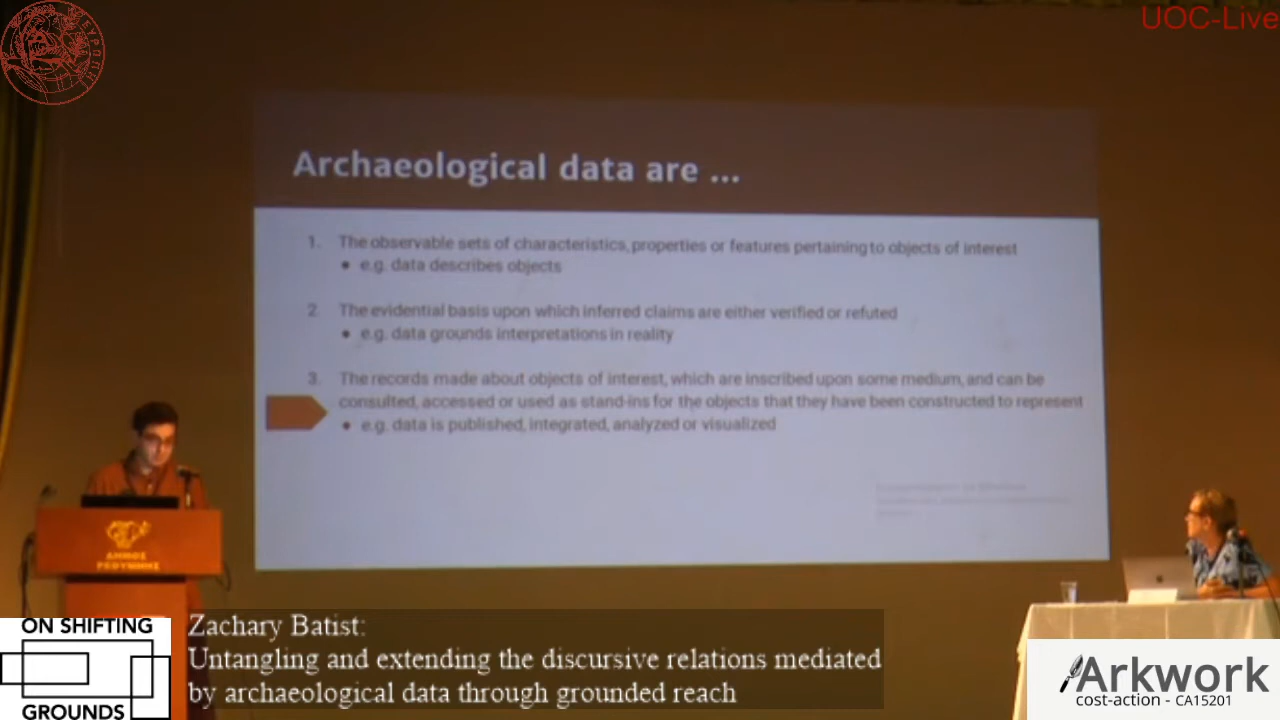 UOC-Live
Archaeological data are ...
1. The observable sets of characteristics, properties or features pertaining to objects of interest
• e.g. data describes objects
2. The evidential basis upon which inferred claims are either verified or refuted
• e.g. data grounds interpretations in reality
3. The records made about objects of interest, which are inscribed upon some medium, and can be
consulted, accessed or used as stand-ins for the objects that they have been constructed to represent
• e.g. data is published, integrated, analyzed or visualized
ΔΗΜΟΣ
ΡΕΘΥΜΝΗΣ
ON SHIFTING
GROUNDS
Zachary Batist:
Untangling and extending the discursive relations mediated
by archaeological data through grounded reach
Arkwork
cost-action - CA15201